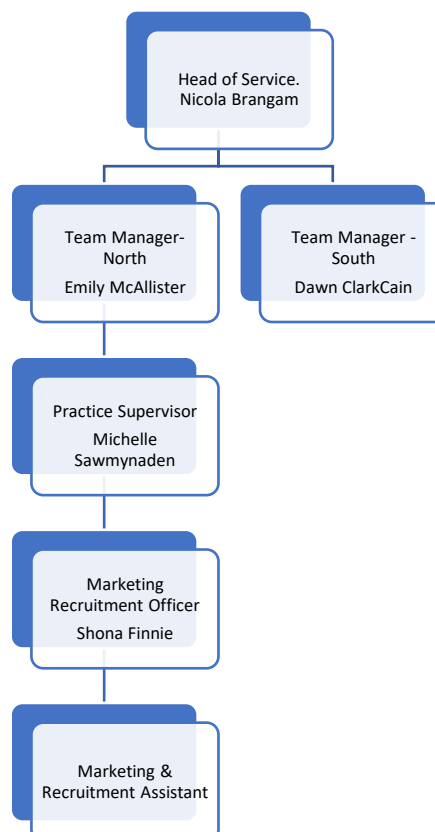 Head of Service.
Nicola Brangam
Team Manager-
North
Emily McAllister
Team Manager -
South
Dawn ClarkCain
Practice Supervisor
Michelle
Sawmynaden
Marketing
Recruitment Officer
Shona Finnie
Marketing &
Recruitment Assistant